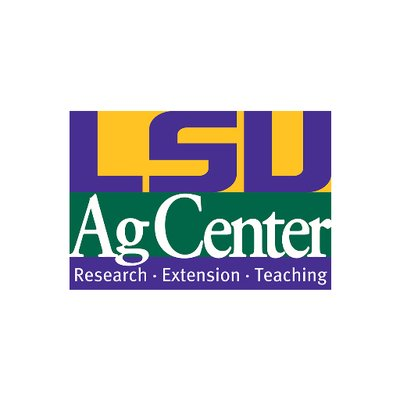 LSU
AgCenter
Research · Extension · Teaching